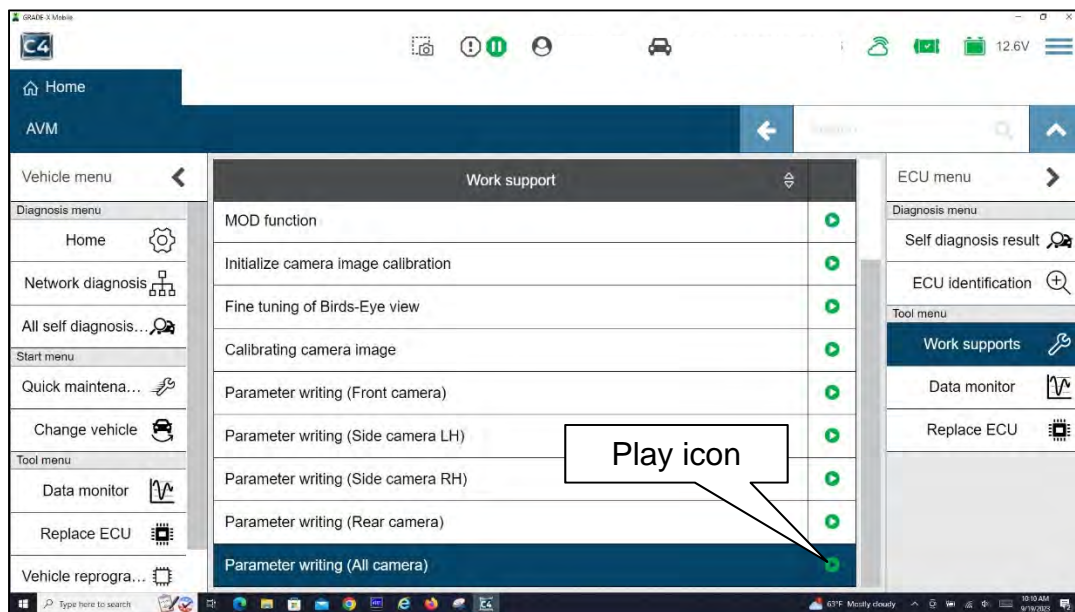 GRADE-X Mobile
C4
12.6V
Home
AVM
Vehicle menu
Diagnosis menu
Home
Network diagnosis
All self diagnosis...
Start menu
Quick maintena...
Change vehicle
Tool menu
Data monitor
Replace ECU
Vehicle reprogra...
Work support
MOD function
Initialize camera image calibration
Fine tuning of Birds-Eye view
Calibrating camera image
Parameter writing (Front camera)
Parameter writing (Side camera LH)
Parameter writing (Side camera RH)
Parameter writing (Rear camera)
Parameter writing (All camera)
Play icon
ECU menu
Diagnosis menu
Self diagnosis result
ECU identification
Tool menu
Work supports
Data monitor
Replace ECU
Type here to search
C4
63°F Mostly cloudy
10:10 AM
9/19/2023